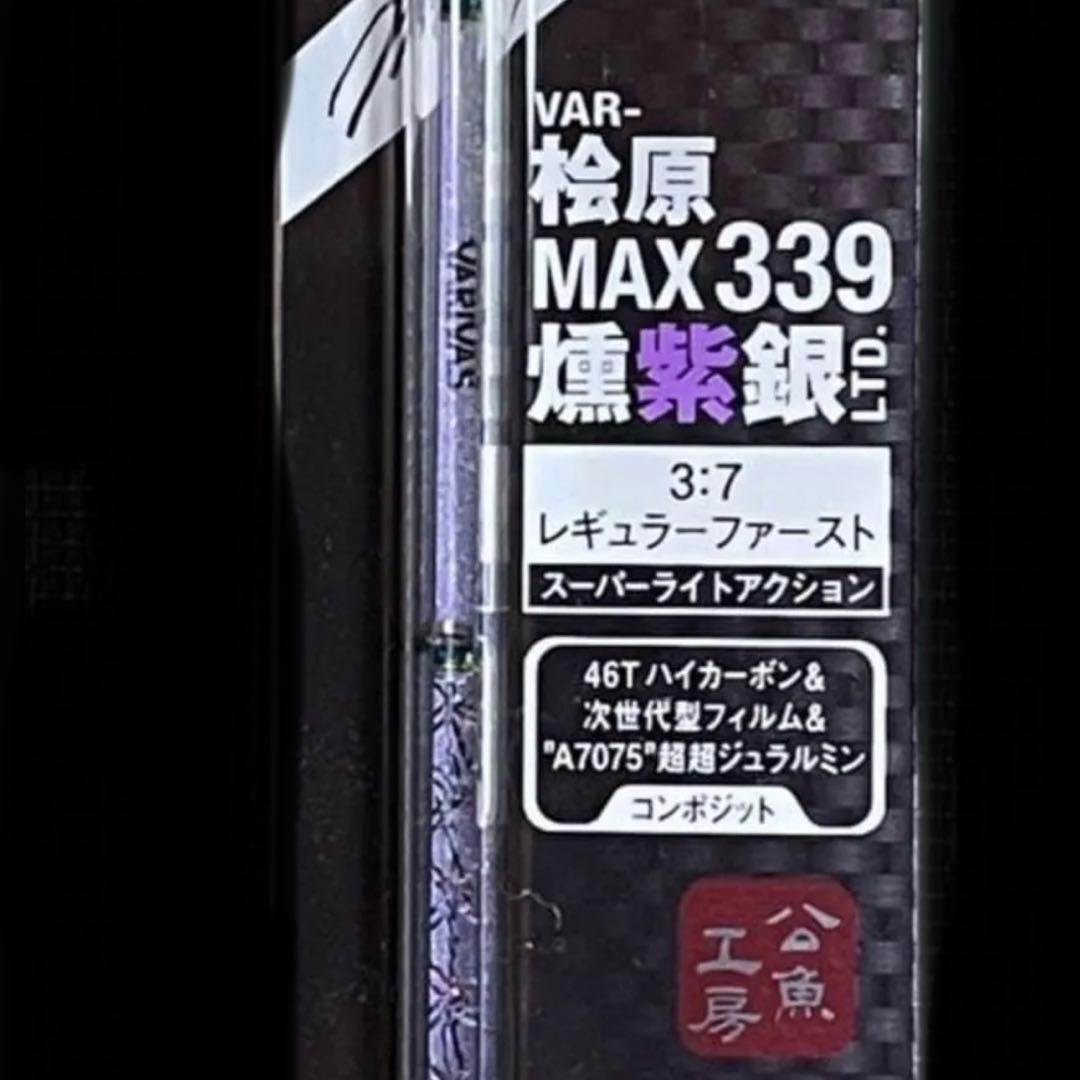 VAR-
桧原
MAX339
燻紫銀LTD.
3:7
レギュラーファースト
スーパーライトアクション
46Tハイカーボン&
次世代型フィルム&
"A7075"超超ジュラルミン
コンポジット
VARIVAS
公魚
工房